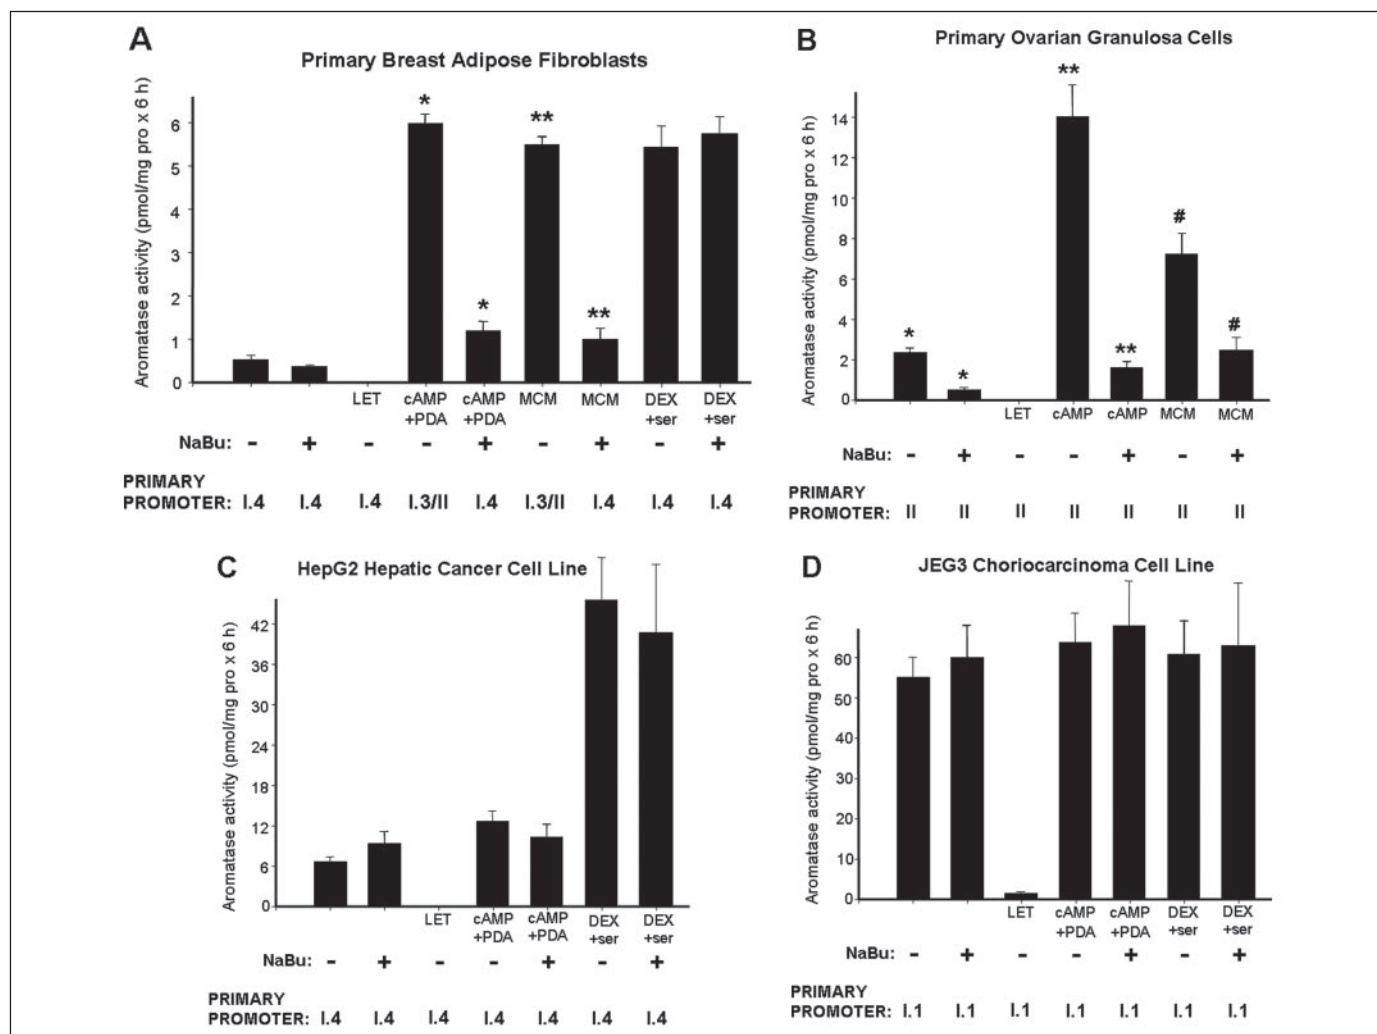 A
Primary Breast Adipose Fibroblasts
Aromatase activity (pmol/mg pro x 6 h)
6
5
4
3
2
1
0
* * ** **
LET cAMP +PDA cAMP +PDA MCM MCM DEX +ser DEX +ser
NaBu: - + - - + - + - +
PRIMARY
PROMOTER: I.4 I.4 I.4 I.3/II I.4 I.3/II I.4 I.4 I.4
B
Primary Ovarian Granulosa Cells
Aromatase activity (pmol/mg pro x 6 h)
14
12
10
8
6
4
2
0
* * ** ** # #
LET cAMP cAMP MCM MCM
NaBu: - + - - + - +
PRIMARY
PROMOTER: II II II II II II II
C
HepG2 Hepatic Cancer Cell Line
Aromatase activity (pmol/mg pro x 6 h)
42
36
30
24
18
12
6
0
LET cAMP +PDA cAMP +PDA DEX +ser DEX +ser
NaBu: - + - - + - +
PRIMARY
PROMOTER: I.4 I.4 I.4 I.4 I.4 I.4 I.4
D
JEG3 Choriocarcinoma Cell Line
Aromatase activity (pmol/mg pro x 6 h)
60
50
40
30
20
10
0
LET cAMP +PDA cAMP +PDA DEX +ser DEX +ser
NaBu: - + - - + - +
PRIMARY
PROMOTER: I.1 I.1 I.1 I.1 I.1 I.1 I.1